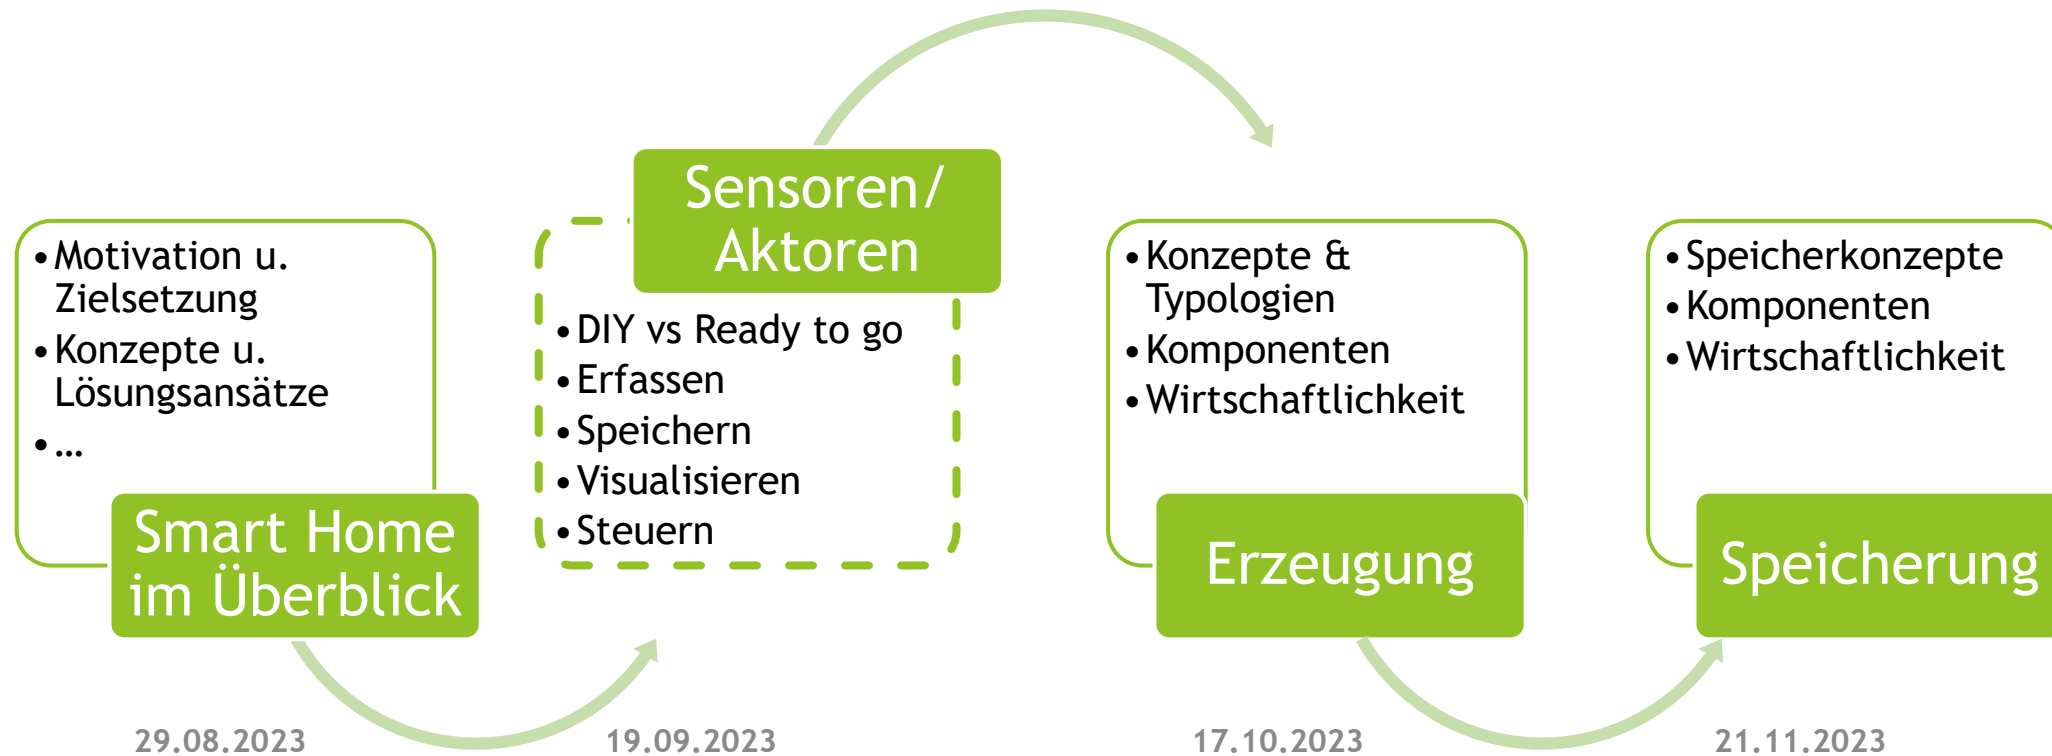 • Motivation u.
Zielsetzung
• Konzepte u.
Lösungsansätze
• …
Smart Home
im Überblick
29.08.2023
Sensoren/
Aktoren
• DIY vs Ready to go
• Erfassen
• Speichern
• Visualisieren
• Steuern
19.09.2023
• Konzepte &
Typologien
• Komponenten
• Wirtschaftlichkeit
Erzeugung
17.10.2023
• Speicherkonzepte
• Komponenten
• Wirtschaftlichkeit
Speicherung
21.11.2023